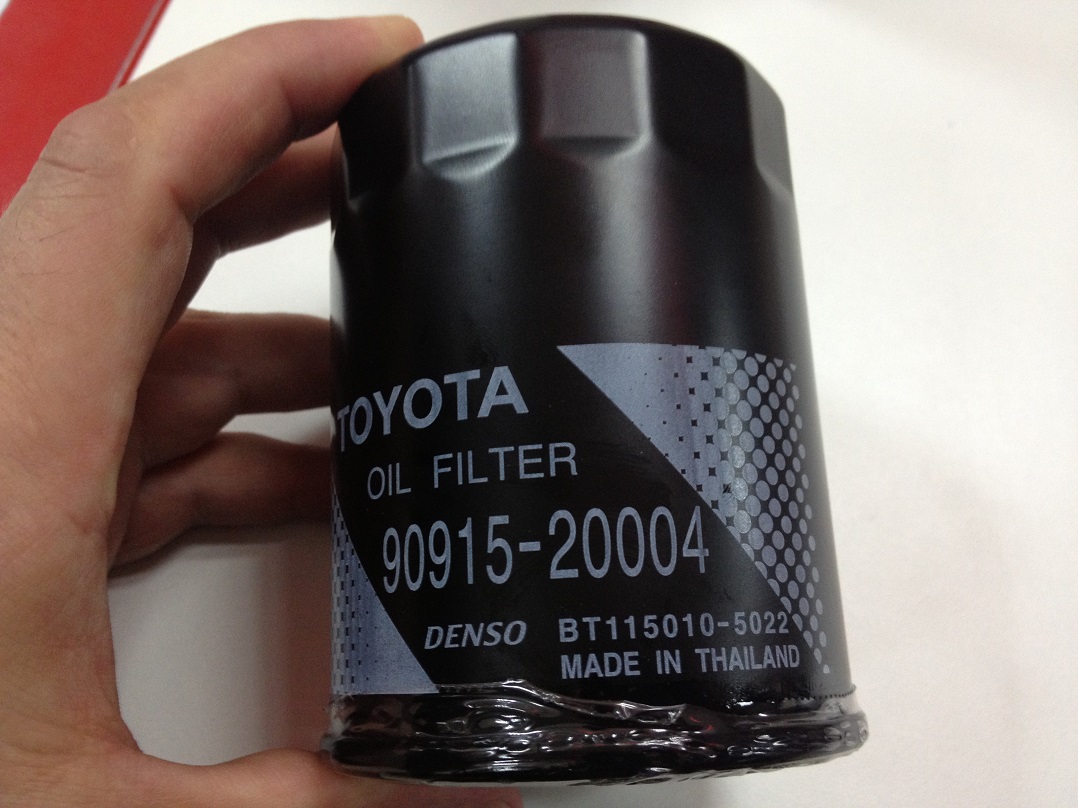 TOYOTA
OIL FILTER
90915-20004
DENSO BT115010-5022
MADE IN THAILAND